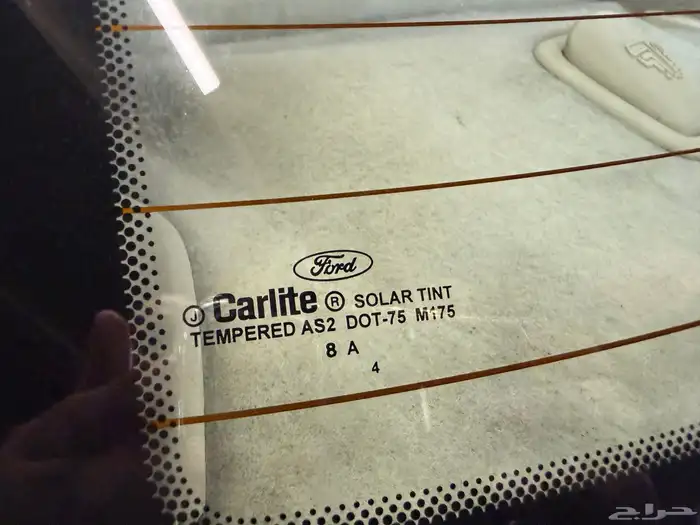 Ford
J Carlite ® SOLAR TINT
TEMPERED AS2 DOT-75 M175
8 A
4
حراج